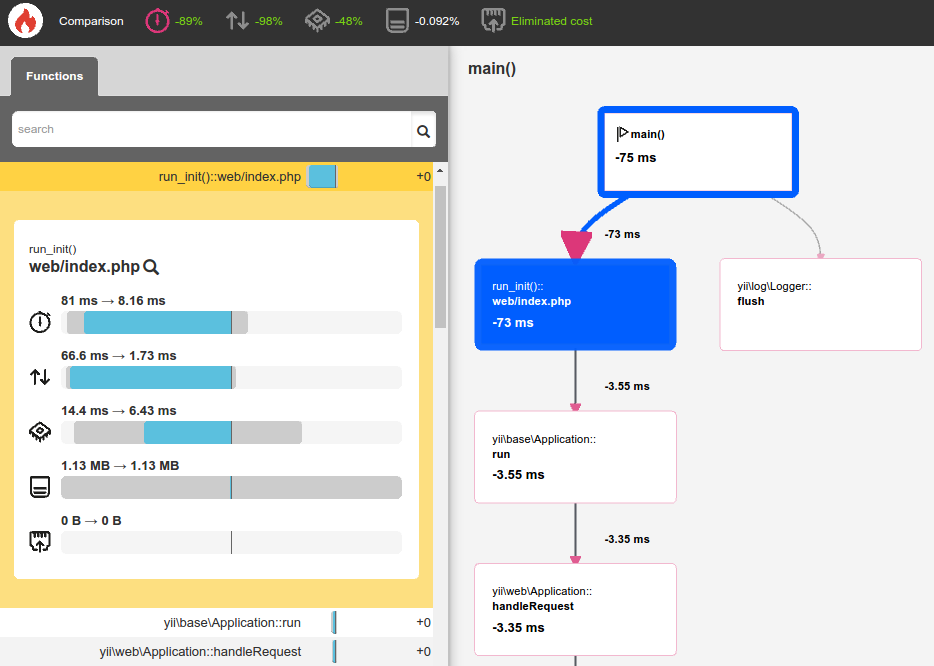 Comparison -89% -98% -48% -0.092% Eliminated cost
Functions
search
run_init()::web/index.php +0
run_init()
web/index.php
81 ms → 8.16 ms
66.6 ms → 1.73 ms
14.4 ms → 6.43 ms
1.13 MB → 1.13 MB
0 B → 0 B
yii\base\Application::run +0
yii\web\Application::handleRequest +0
main()
main()
-75 ms
-73 ms
run_init()::
web/index.php
-73 ms
yii\log\Logger::
flush
-3.55 ms
yii\base\Application::
run
-3.55 ms
-3.35 ms
yii\web\Application::
handleRequest
-3.35 ms